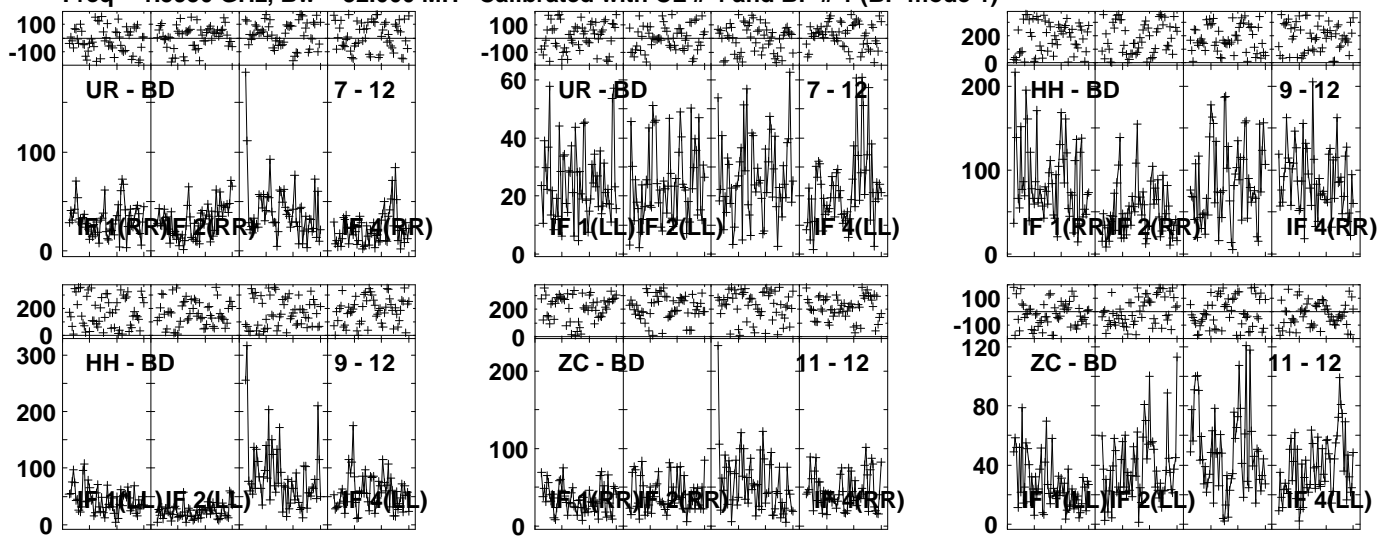 Freq GHz, Calibrated with CL # and BP # (BP mode
100
-100
UR - BD 7 - 12
100
0
IF 1(RR) IF 2(RR) IF 4(RR)
100
-100
60
UR - BD 7 - 12
40
20
0
IF 1(LL) IF 2(LL) IF 4(LL)
200
0
200
HH - BD 9 - 12
100
0
IF 1(RR) IF 2(RR) IF 4(RR)
200
0
300
HH - BD 9 - 12
200
100
0
IF 1(LL) IF 2(LL) IF 4(LL)
200
0
ZC - BD 11 - 12
200
100
0
IF 1(RR) IF 2(RR) IF 4(RR)
100
-100
120
ZC - BD 11 - 12
80
40
0
IF 1(LL) IF 2(LL) IF 4(LL)